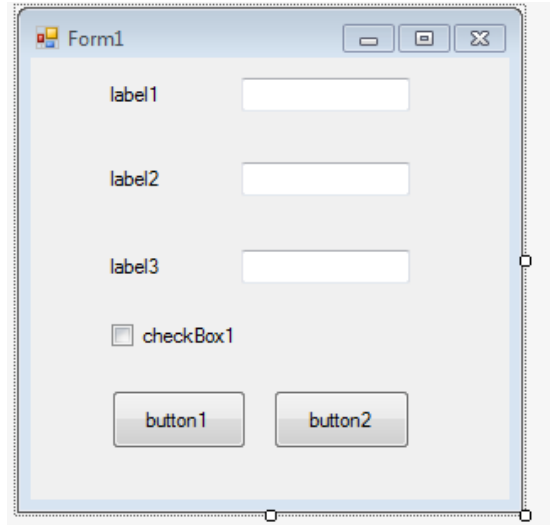 Form1
label1
label2
label3
checkBox1
button1 button2